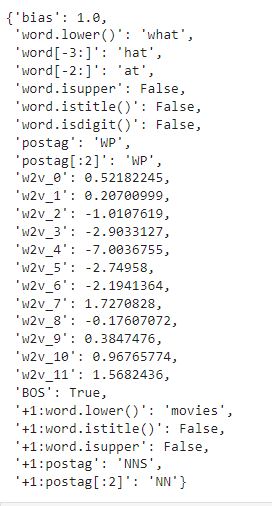 {'bias': 1.0,
'word.lower()': 'what',
'word[-3:]': 'hat',
'word[-2:]': 'at',
'word.isupper': False,
'word.istitle()': False,
'word.isdigit()': False,
'postag': 'WP',
'postag[:2]': 'WP',
'w2v_0': 0.52182245,
'w2v_1': 0.20700999,
'w2v_2': -1.0107619,
'w2v_3': -2.9033127,
'w2v_4': -7.0036755,
'w2v_5': -2.74958,
'w2v_6': -2.1941364,
'w2v_7': 1.7270828,
'w2v_8': -0.17607072,
'w2v_9': 0.3847476,
'w2v_10': 0.96765774,
'w2v_11': 1.5682436,
'BOS': True,
'+1:word.lower()': 'movies',
'+1:word.istitle()': False,
'+1:word.isupper': False,
'+1:postag': 'NNS',
'+1:postag[:2]': 'NN'}